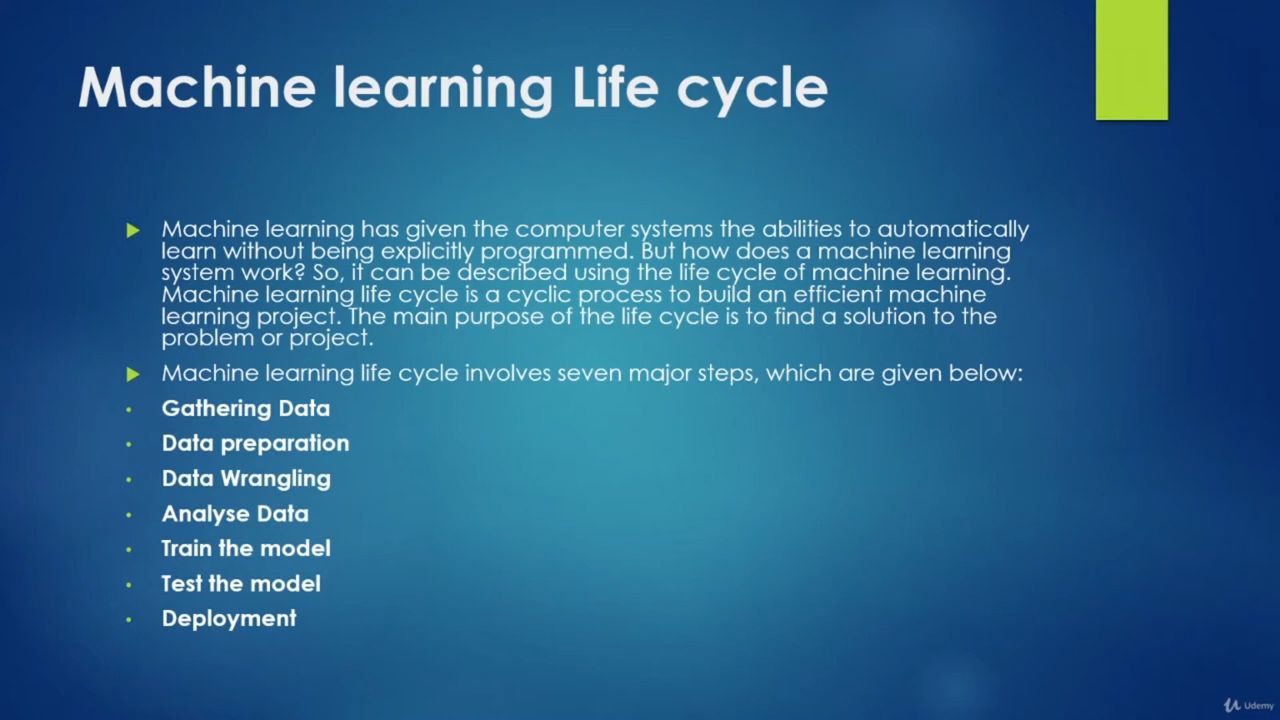 Machine learning Life cycle
Machine learning has given the computer systems the abilities to automatically
learn without being explicitly programmed. But how does a machine learning
system work? So, it can be described using the life cycle of machine learning.
Machine learning life cycle is a cyclic process to build an efficient machine
learning project. The main purpose of the life cycle is to find a solution to the
problem or project.
Machine learning life cycle involves seven major steps, which are given below:
Gathering Data
Data preparation
Data Wrangling
Analyse Data
Train the model
Test the model
Deployment
Udemy